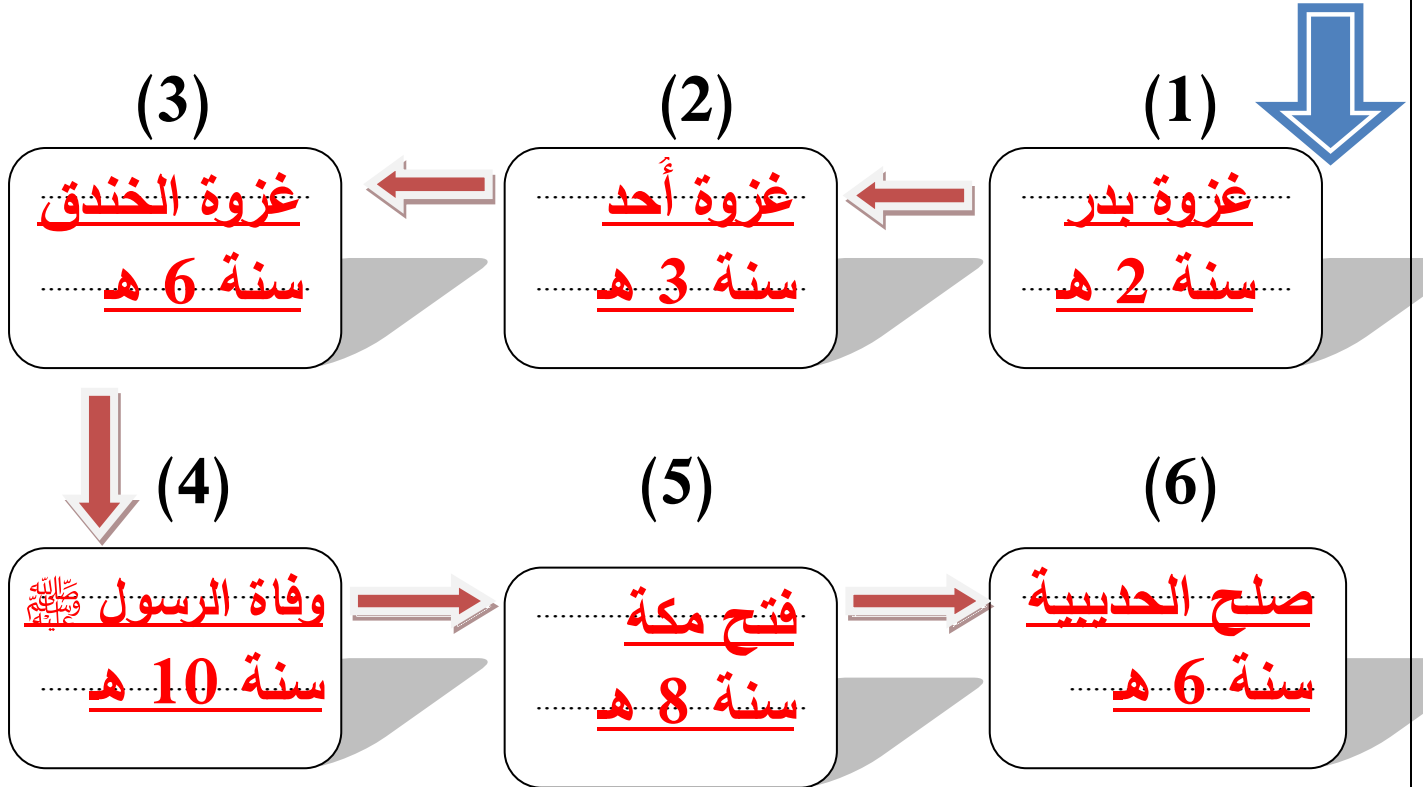 (1)
غزوة بدر
سنة 2 هـ
(2)
غزوة أحد
سنة 3 هـ
(3)
غزوة الخندق
سنة 6 هـ
(4)
وفاة الرسول ﷺ
سنة 10 هـ
(5)
فتح مكة
سنة 8 هـ
(6)
صلح الحديبية
سنة 6 هـ